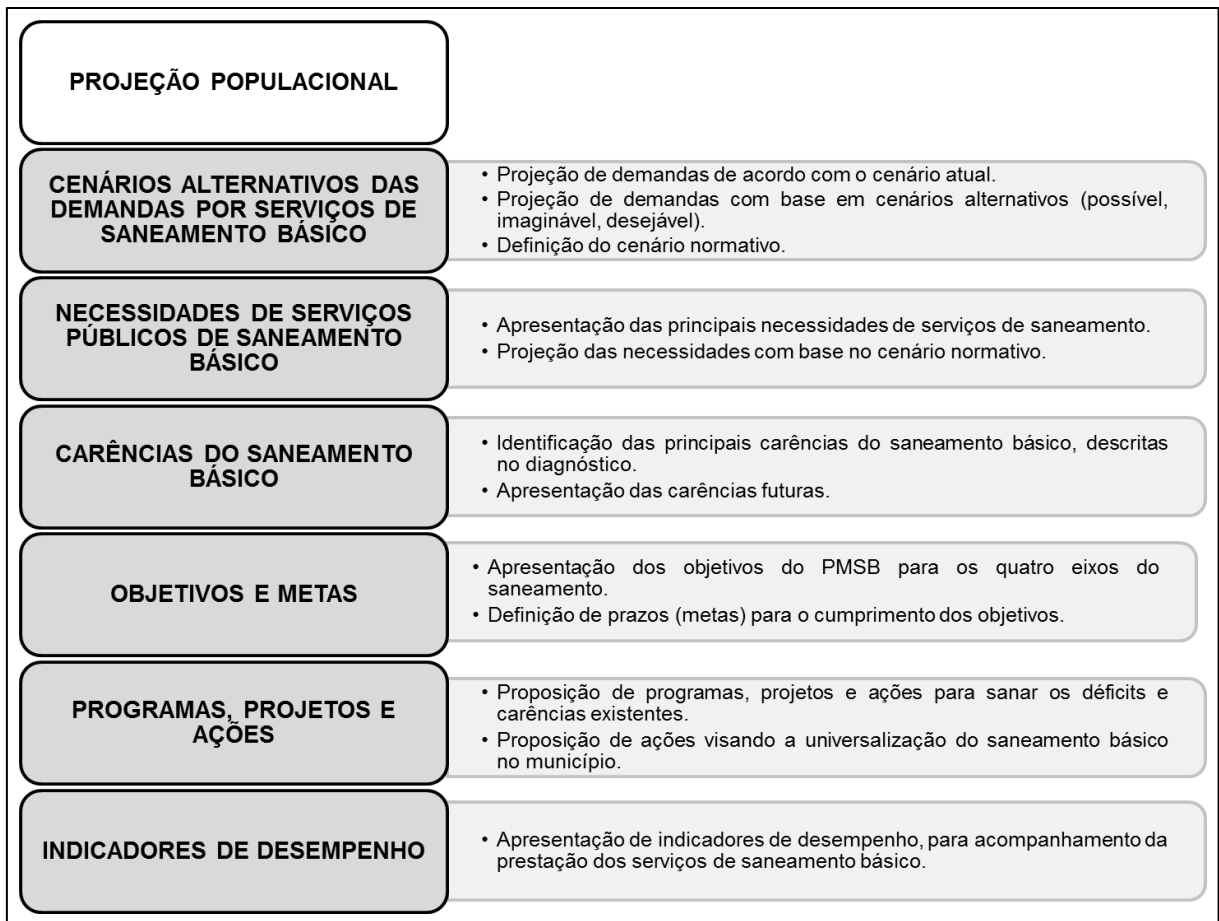 PROJEÇÃO POPULACIONAL
CENÁRIOS ALTERNATIVOS DAS
DEMANDAS POR SERVIÇOS DE
SANEAMENTO BÁSICO
• Projeção de demandas de acordo com o cenário atual.
• Projeção de demandas com base em cenários alternativos (possível,
imaginável, desejável).
• Definição do cenário normativo.
NECESSIDADES DE SERVIÇOS
PÚBLICOS DE SANEAMENTO
BÁSICO
• Apresentação das principais necessidades de serviços de saneamento.
• Projeção das necessidades com base no cenário normativo.
CARÊNCIAS DO SANEAMENTO
BÁSICO
• Identificação das principais carências do saneamento básico, descritas
no diagnóstico.
• Apresentação das carências futuras.
OBJETIVOS E METAS
• Apresentação dos objetivos do PMSB para os quatro eixos do
saneamento.
• Definição de prazos (metas) para o cumprimento dos objetivos.
PROGRAMAS, PROJETOS E
AÇÕES
• Proposição de programas, projetos e ações para sanar os déficits e
carências existentes.
• Proposição de ações visando a universalização do saneamento básico
no município.
INDICADORES DE DESEMPENHO
• Apresentação de indicadores de desempenho, para acompanhamento da
prestação dos serviços de saneamento básico.